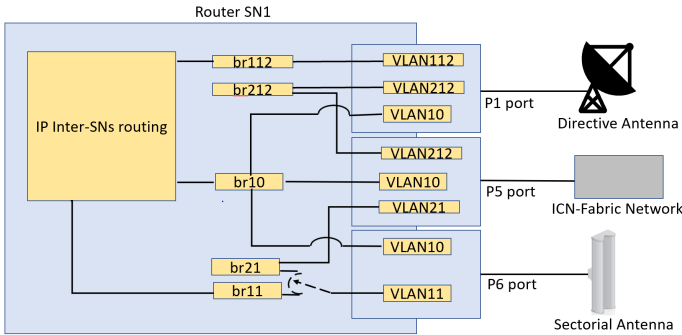 Router SN1
br112
VLAN112
br212
VLAN212
VLAN10
P1 port
IP Inter-SNs routing
Directive Antenna
VLAN212
br10
VLAN10
P5 port
VLAN21
ICN-Fabric Network
VLAN10
br21
P6 port
br11
VLAN11
Sectorial Antenna